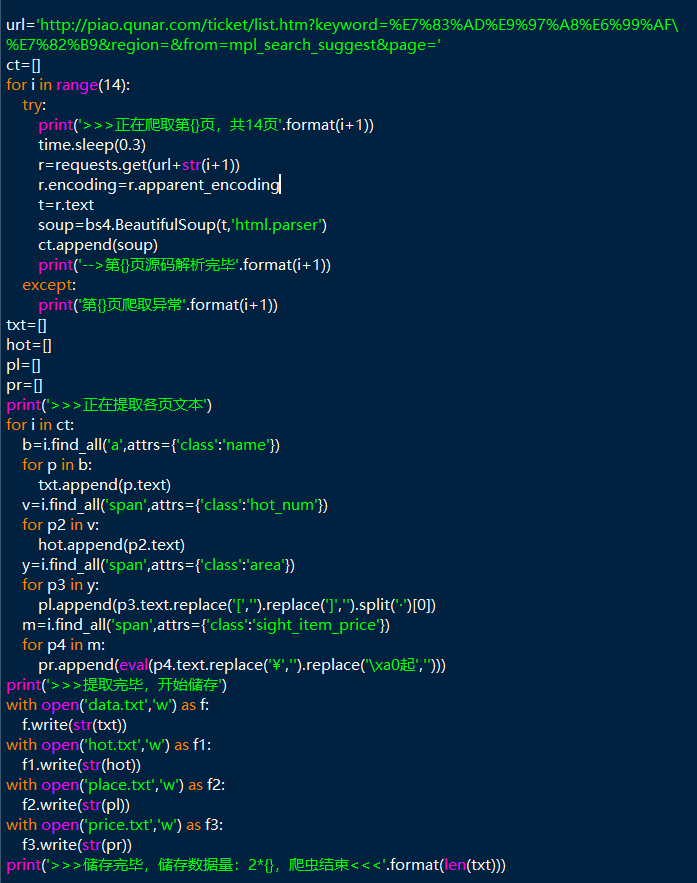 url='http://piao.qunar.com/ticket/list.htm?keyword=%E7%83%AD%E9%97%A8%E6%99%AF\
%E7%82%B9&region=&from=mpl_search_suggest&page='
ct=[]
for i in range(14):
    try:
        print('>>>正在爬取第{}页，共14页'.format(i+1))
        time.sleep(0.3)
        r=requests.get(url+str(i+1))
        r.encoding=r.apparent_encoding
        t=r.text
        soup=bs4.BeautifulSoup(t,'html.parser')
        ct.append(soup)
        print('-->第{}页源码解析完毕'.format(i+1))
    except:
        print('第{}页爬取异常'.format(i+1))
txt=[]
hot=[]
pl=[]
pr=[]
print('>>>正在提取各页文本')
for i in ct:
    b=i.find_all('a',attrs={'class':'name'})
    for p in b:
        txt.append(p.text)
    v=i.find_all('span',attrs={'class':'hot_num'})
    for p2 in v:
        hot.append(p2.text)
    y=i.find_all('span',attrs={'class':'area'})
    for p3 in y:
        pl.append(p3.text.replace('[','').replace(']','').split('·')[0])
    m=i.find_all('span',attrs={'class':'sight_item_price'})
    for p4 in m:
        pr.append(eval(p4.text.replace('¥','').replace('\xa0起','')))
print('>>>提取完毕，开始储存')
with open('data.txt','w') as f:
    f.write(str(txt))
with open('hot.txt','w') as f1:
    f1.write(str(hot))
with open('place.txt','w') as f2:
    f2.write(str(pl))
with open('price.txt','w') as f3:
    f3.write(str(pr))
print('>>>储存完毕，储存数据量：2*{}，爬虫结束<<<'.format(len(txt)))